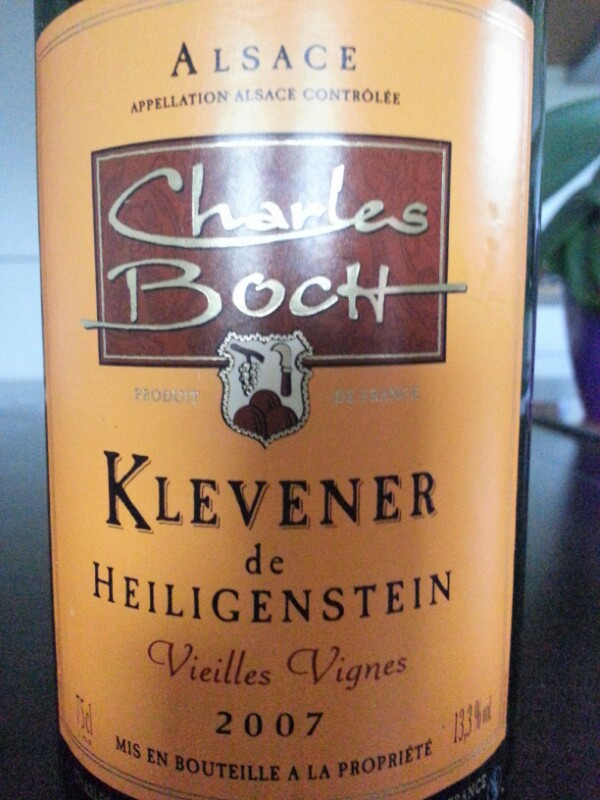 ALSACE
APPELLATION ALSACE CONTRÔLÉE
Charles
Boch
PRODUIT DE FRANCE
KLEVENER
de
HEILIGENSTEIN
Vieilles Vignes
2007
75cl 13,3%vol
MIS EN BOUTEILLE A LA PROPRIÉTÉ